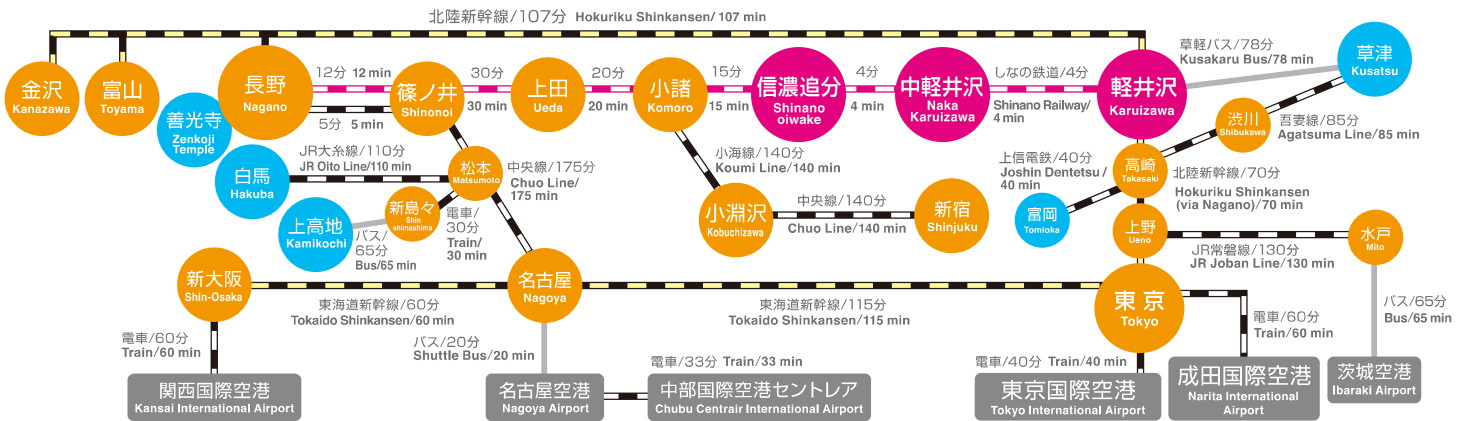 北陸新幹線/107分 Hokuriku Shinkansen/ 107 min
金沢
Kanazawa
富山
Toyama
長野
Nagano
12分 12 min
5分 5 min
篠ノ井
Shinonoi
30分
30 min
上田
Ueda
20分
20 min
小諸
Komoro
15分
15 min
信濃追分
Shinano
oiwake
4分
4 min
中軽井沢
Naka
Karuizawa
しなの鉄道/4分
Shinano Railway/
4 min
軽井沢
Karuizawa
草軽バス/78分
Kusakaru Bus/78 min
草津
Kusatsu
善光寺
Zenkoji
Temple
渋川
Shibukawa
吾妻線/85分
Agatsuma Line/85 min
JR大糸線/110分
JR Oito Line/110 min
白馬
Hakuba
松本
Matsumoto
中央線/175分
Chuo Line/
175 min
小海線/140分
Koumi Line/140 min
上信電鉄/40分
Joshin Dentetsu /
40 min
高崎
Takasaki
北陸新幹線/70分
Hokuriku Shinkansen
(via Nagano)/70 min
上高地
Kamikochi
新島々
Shin
shimashima
バス/
65分
Bus/65 min
電車/
30分
Train/
30 min
小淵沢
Kobuchizawa
中央線/140分
Chuo Line/140 min
新宿
Shinjuku
富岡
Tomioka
上野
Ueno
JR常磐線/130分
JR Joban Line/130 min
水戸
Mito
新大阪
Shin-Osaka
東海道新幹線/60分
Tokaido Shinkansen/60 min
名古屋
Nagoya
東海道新幹線/115分
Tokaido Shinkansen/115 min
東京
Tokyo
電車/60分
Train/60 min
バス/20分
Shuttle Bus/20 min
電車/33分 Train/33 min
電車/40分 Train/40 min
電車/60分
Train/60 min
バス/65分
Bus/65 min
関西国際空港
Kansai International Airport
名古屋空港
Nagoya Airport
中部国際空港セントレア
Chubu Centrair International Airport
東京国際空港
Tokyo International Airport
成田国際空港
Narita International
Airport
茨城空港
Ibaraki Airport